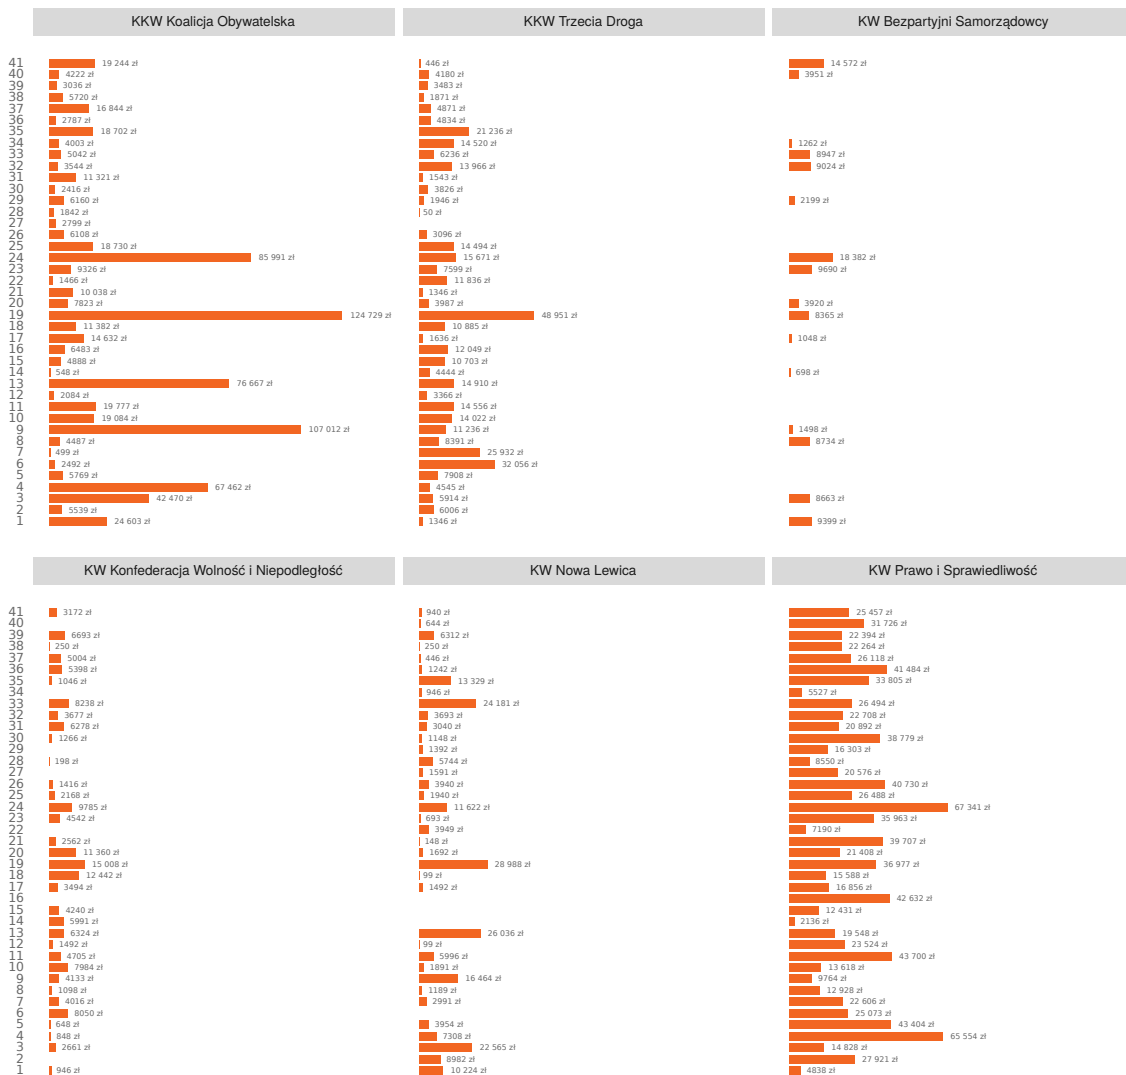 KKW Koalicja Obywatelska KKW Trzecia Droga KW Bezpartyjni Samorządowcy
41 19 244 zł 446 zł 14 572 zł
40 4222 zł 4180 zł 3951 zł
39 3036 zł 3483 zł
38 5720 zł 1871 zł
37 16 844 zł 4871 zł
36 2787 zł 4834 zł
35 18 702 zł 21 236 zł
34 4003 zł 14 520 zł 1262 zł
33 5042 zł 6236 zł 8947 zł
32 3544 zł 13 966 zł 9024 zł
31 11 321 zł 1543 zł
30 2416 zł 3826 zł
29 6160 zł 1946 zł 2199 zł
28 1842 zł 50 zł
27 2799 zł
26 6108 zł 3096 zł
25 18 730 zł 14 494 zł
24 85 991 zł 15 671 zł 18 382 zł
23 9326 zł 7599 zł 9690 zł
22 1466 zł 11 836 zł
21 10 038 zł 1346 zł
20 7823 zł 3987 zł 3920 zł
19 124 729 zł 48 951 zł 8365 zł
18 11 382 zł 10 885 zł
17 14 632 zł 1636 zł 1048 zł
16 6483 zł 12 049 zł
15 4888 zł 10 703 zł
14 548 zł 4444 zł 698 zł
13 76 667 zł 14 910 zł
12 2084 zł 3366 zł
11 19 777 zł 14 556 zł
10 19 084 zł 14 022 zł
9 107 012 zł 11 236 zł 1498 zł
8 4487 zł 8391 zł 8734 zł
7 499 zł 25 932 zł
6 2492 zł 32 056 zł
5 5769 zł 7908 zł
4 67 462 zł 4545 zł
3 42 470 zł 5914 zł 8663 zł
2 5539 zł 6006 zł
1 24 603 zł 1346 zł 9399 zł
KW Konfederacja Wolność i Niepodległość KW Nowa Lewica KW Prawo i Sprawiedliwość
41 3172 zł 940 zł 25 457 zł
40 644 zł 31 726 zł
39 6693 zł 6312 zł 22 394 zł
38 250 zł 250 zł 22 264 zł
37 5004 zł 446 zł 26 118 zł
36 5398 zł 1242 zł 41 484 zł
35 1046 zł 13 329 zł 33 805 zł
34 946 zł 5527 zł
33 8238 zł 24 181 zł 26 494 zł
32 3677 zł 3693 zł 22 708 zł
31 6278 zł 3040 zł 20 892 zł
30 1266 zł 1148 zł 38 779 zł
29 1392 zł 16 303 zł
28 198 zł 5744 zł 8550 zł
27 1591 zł 20 576 zł
26 1416 zł 3940 zł 40 730 zł
25 2168 zł 1940 zł 26 488 zł
24 9785 zł 11 622 zł 67 341 zł
23 4542 zł 693 zł 35 963 zł
22 3949 zł 7190 zł
21 2562 zł 148 zł 39 707 zł
20 11 360 zł 1692 zł 21 408 zł
19 15 008 zł 28 988 zł 36 977 zł
18 12 442 zł 99 zł 15 588 zł
17 3494 zł 1492 zł 16 856 zł
16 42 632 zł
15 4240 zł 12 431 zł
14 5991 zł 2136 zł
13 6324 zł 26 036 zł 19 548 zł
12 1492 zł 99 zł 23 524 zł
11 4705 zł 5996 zł 43 700 zł
10 7984 zł 1891 zł 13 618 zł
9 4133 zł 16 464 zł 9764 zł
8 1098 zł 1189 zł 12 928 zł
7 4016 zł 2991 zł 22 606 zł
6 8050 zł 25 073 zł
5 648 zł 3954 zł 43 404 zł
4 848 zł 7308 zł 65 554 zł
3 2661 zł 22 565 zł 14 828 zł
2 8982 zł 27 921 zł
1 946 zł 10 224 zł 4838 zł